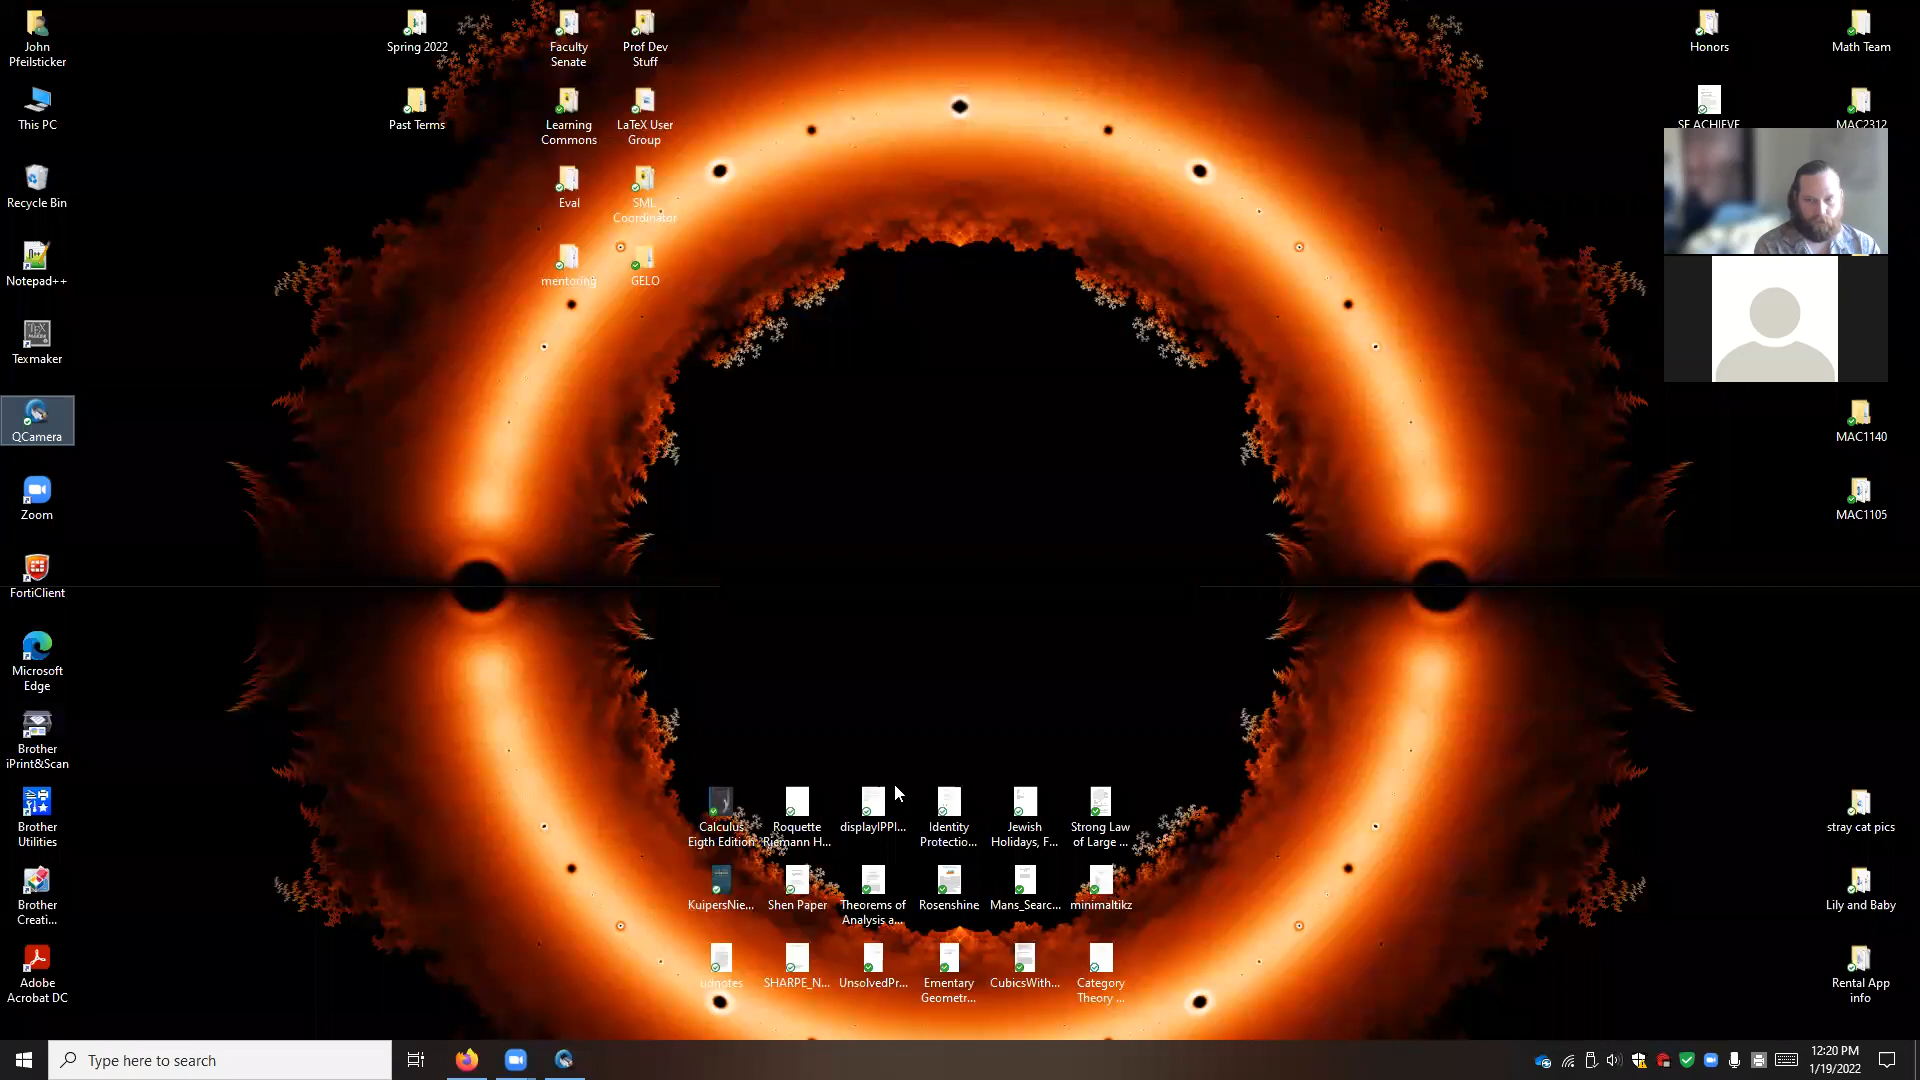 John
Pfeilsticker
This PC
Recycle Bin
Notepad++
Texmaker
QCamera
Zoom
FortiClient
Microsoft
Edge
Brother
iPrint&Scan
Brother
Utilities
Brother
Creati...
Adobe
Acrobat DC
Spring 2022
Past Terms
Faculty
Senate
Learning
Commons
Eval
mentoring
Prof Dev
Stuff
LaTeX User
Group
SML
Coordinator
GELO
Honors
SF ACHIEVE
Math Team
MAC2312
MAC1140
MAC1105
stray cat pics
Lily and Baby
Rental App
info
Calculus
Eigth Edition
Roquette
Riemann H...
displayIPPI...
Identity
Protectio...
Jewish
Holidays, F...
Strong Law
of Large ...
KuipersNie...
Shen Paper
Theorems of
Analysis a...
Rosenshine
Mans_Searc...
minimaltikz
SHARPE_N...
UnsolvedPr...
Ementary
Geometr...
CubicsWith...
Category
Theory ...
Type here to search
12:20 PM
1/19/2022